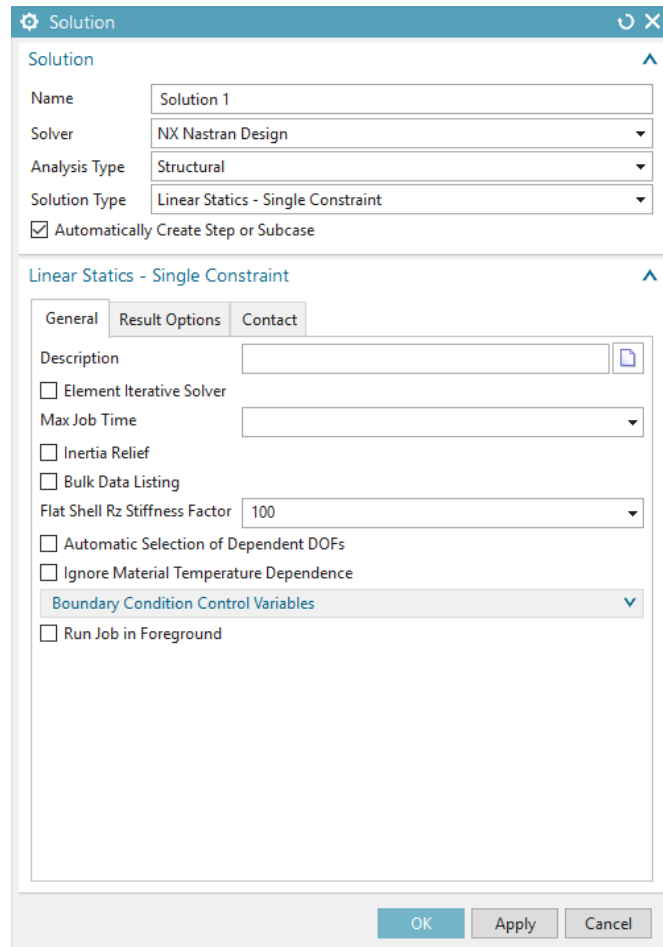 Solution
Solution
Name Solution 1
Solver NX Nastran Design
Analysis Type Structural
Solution Type Linear Statics - Single Constraint
Automatically Create Step or Subcase
Linear Statics - Single Constraint
General Result Options Contact
Description
Element Iterative Solver
Max Job Time
Inertia Relief
Bulk Data Listing
Flat Shell Rz Stiffness Factor 100
Automatic Selection of Dependent DOFs
Ignore Material Temperature Dependence
Boundary Condition Control Variables
Run Job in Foreground
OK Apply Cancel